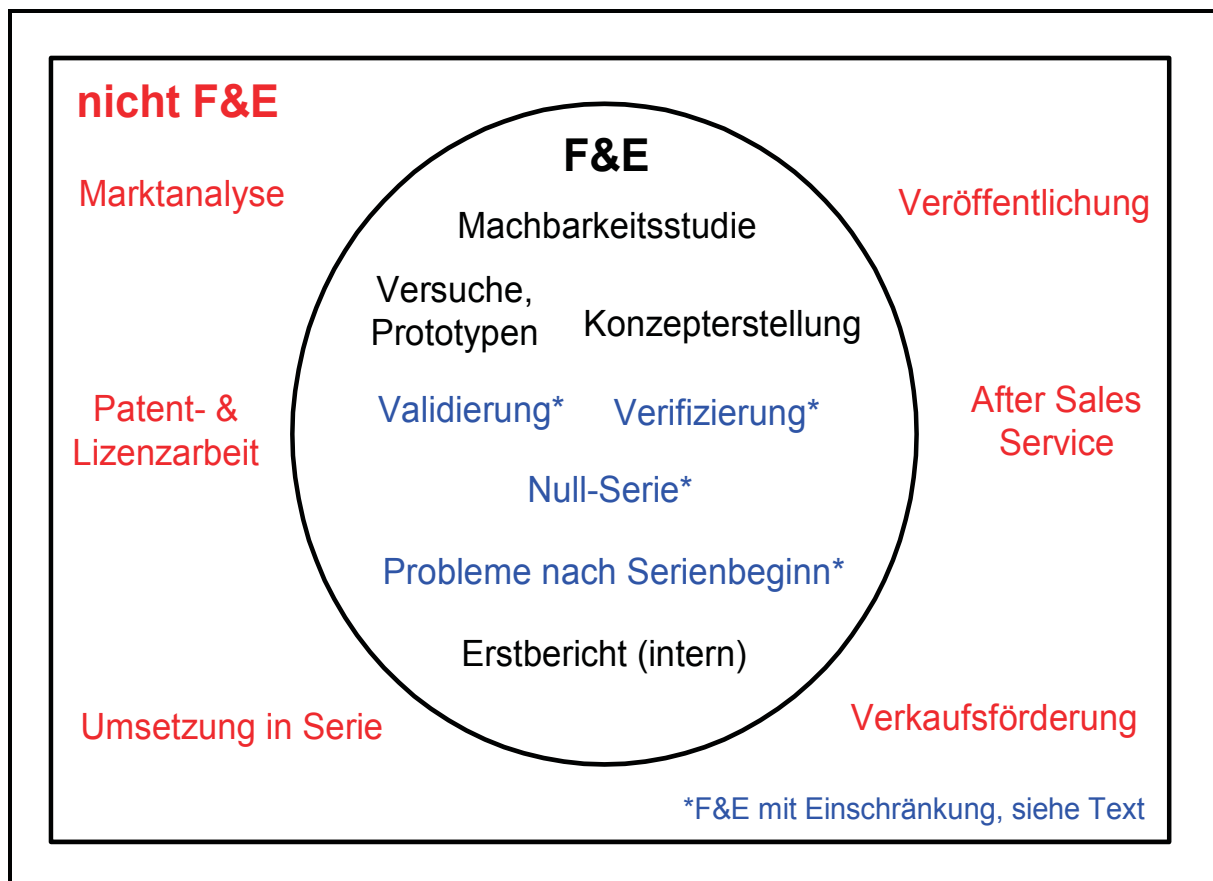 nicht F&E
F&E
Marktanalyse
Veröffentlichung
Machbarkeitsstudie
Versuche,
Prototypen
Konzepterstellung
Patent- &
Lizenzarbeit
Validierung*
Verifizierung*
After Sales
Service
Null-Serie*
Probleme nach Serienbeginn*
Erstbericht (intern)
Umsetzung in Serie
Verkaufsförderung
*F&E mit Einschränkung, siehe Text